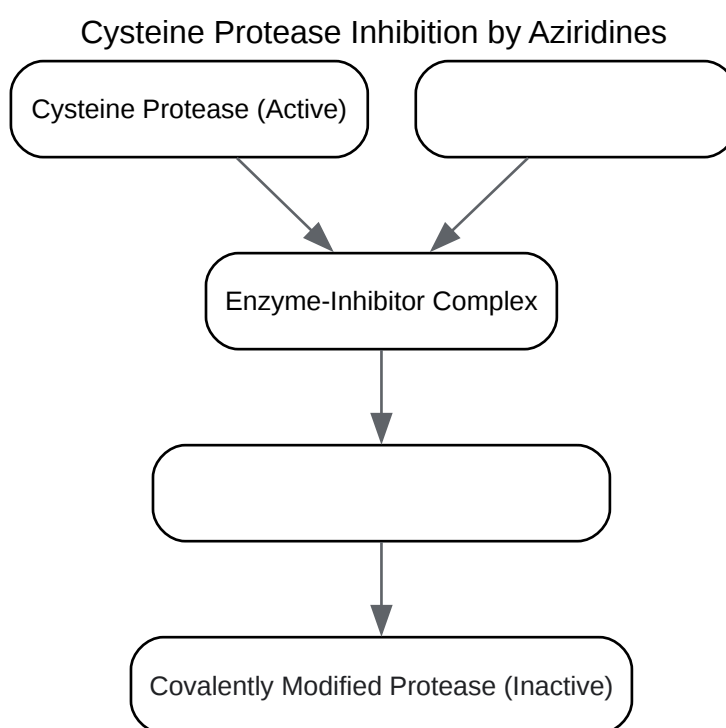 Cysteine Protease Inhibition by Aziridines
Cysteine Protease (Active)
Enzyme-Inhibitor Complex
Covalently Modified Protease (Inactive)